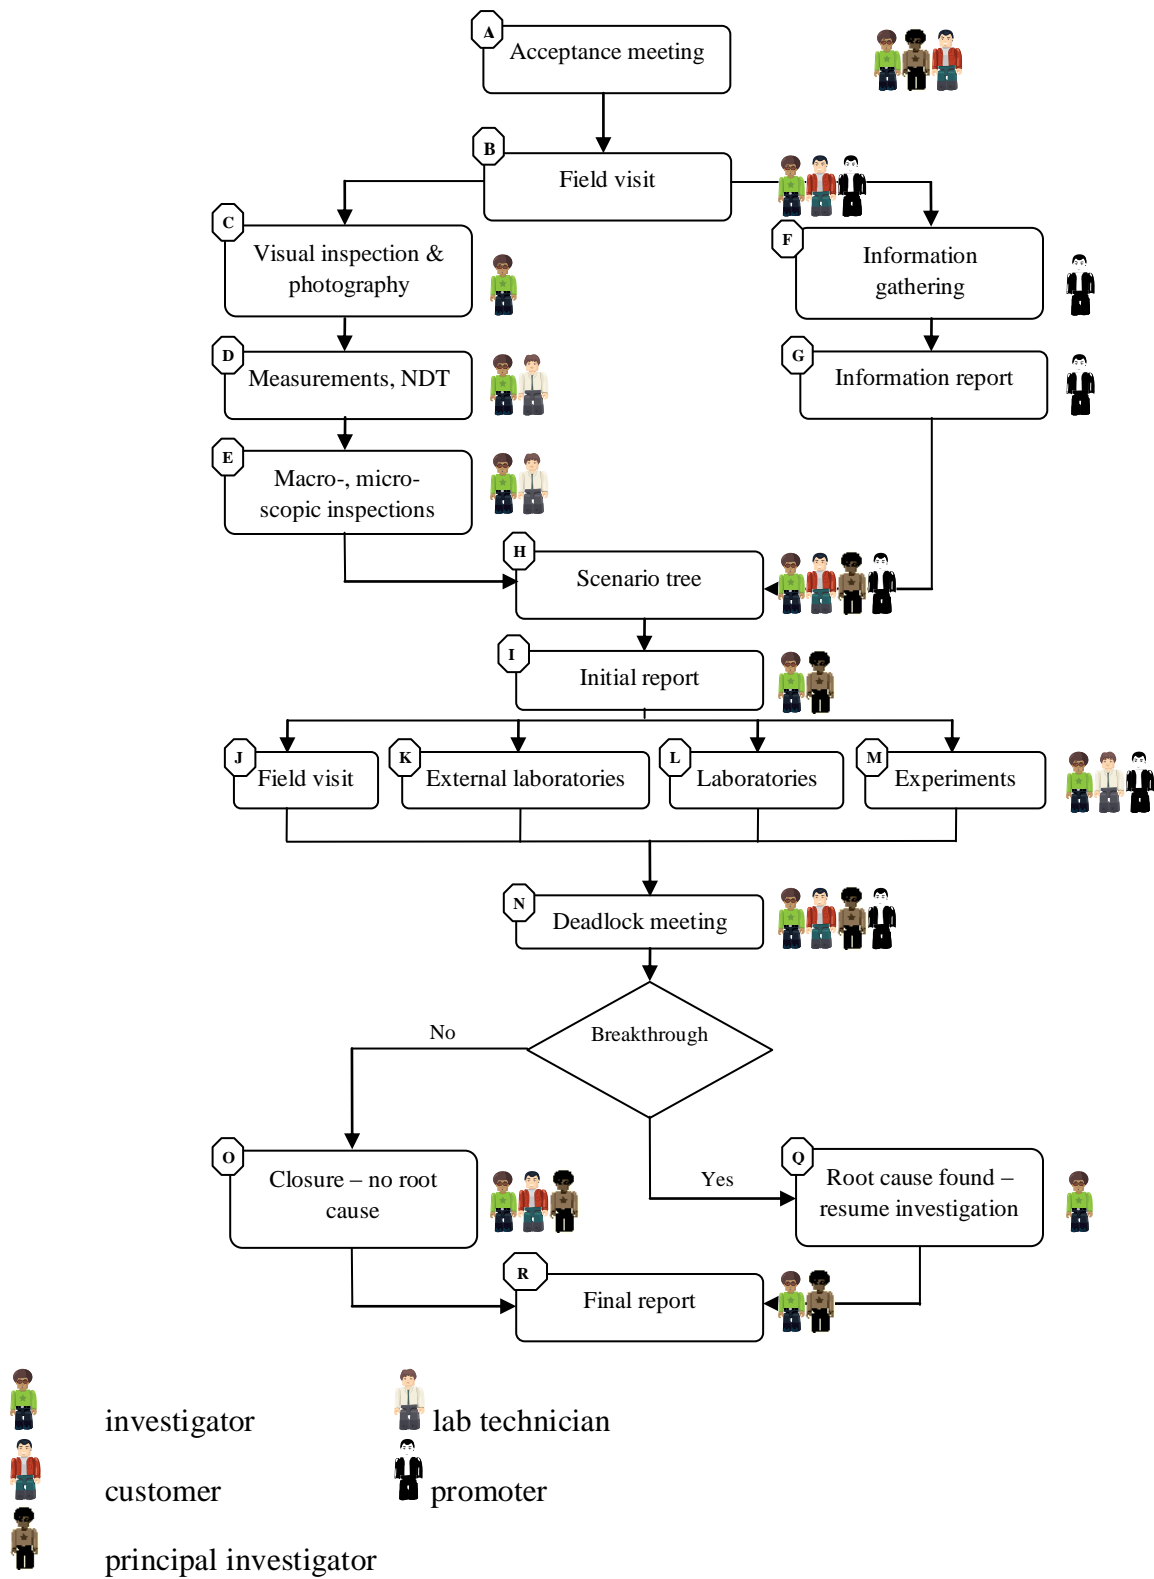 A
Acceptance meeting
B
Field visit
C
Visual inspection &
photography
F
Information
gathering
D
Measurements, NDT
G
Information report
E
Macro-, micro-
scopic inspections
H
Scenario tree
I
Initial report
J
Field visit
K
External laboratories
L
Laboratories
M
Experiments
N
Deadlock meeting
Breakthrough
No
Yes
O
Closure – no root
cause
Q
Root cause found –
resume investigation
R
Final report
investigator
lab technician
customer
promoter
principal investigator